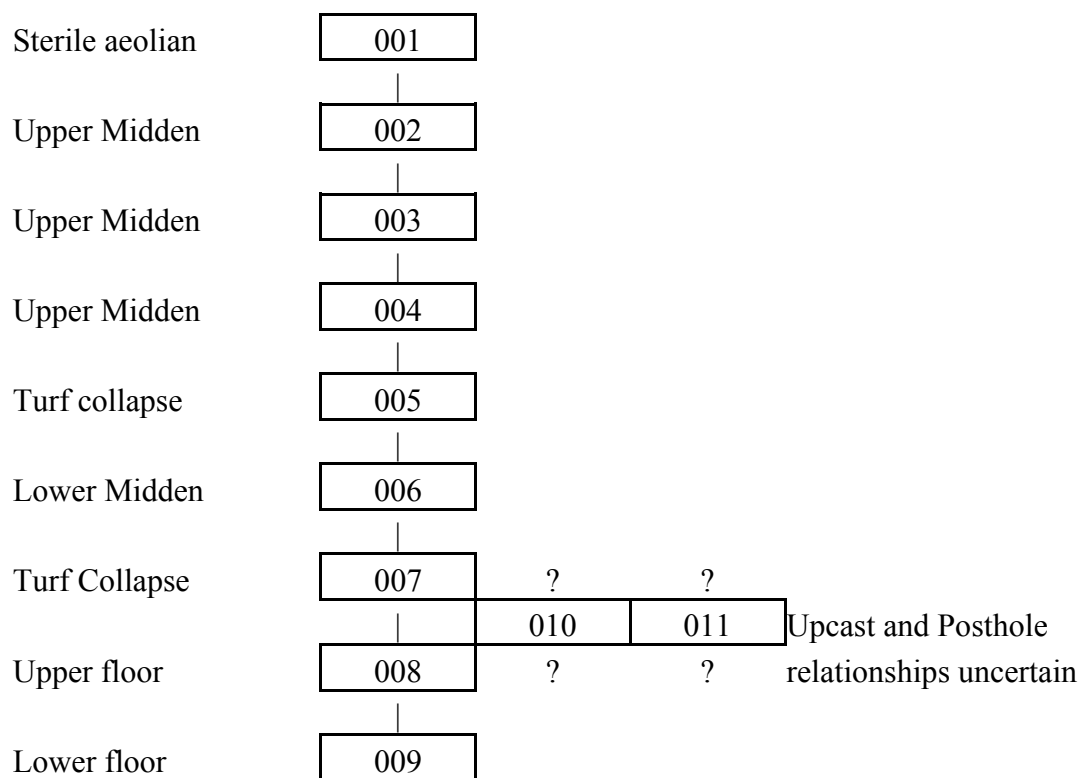 Sterile aeolian 001
Upper Midden 002
Upper Midden 003
Upper Midden 004
Turf collapse 005
Lower Midden 006
Turf Collapse 007 ? ?
010 011 Upcast and Posthole
Upper floor 008 ? ? relationships uncertain
Lower floor 009